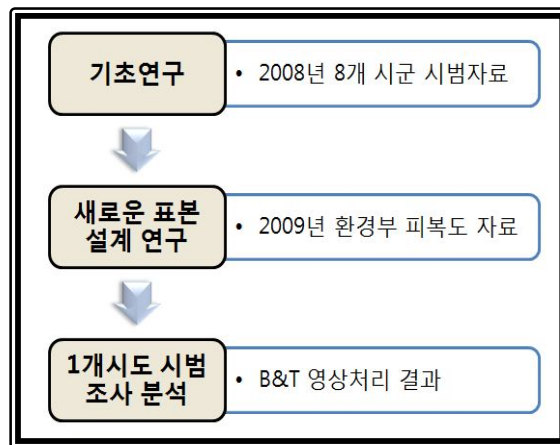 기초연구
• 2008년 8개 시군 시범자료
새로운 표본
설계 연구
• 2009년 환경부 피복도 자료
1개시도 시범
조사 분석
• B&T 영상처리 결과